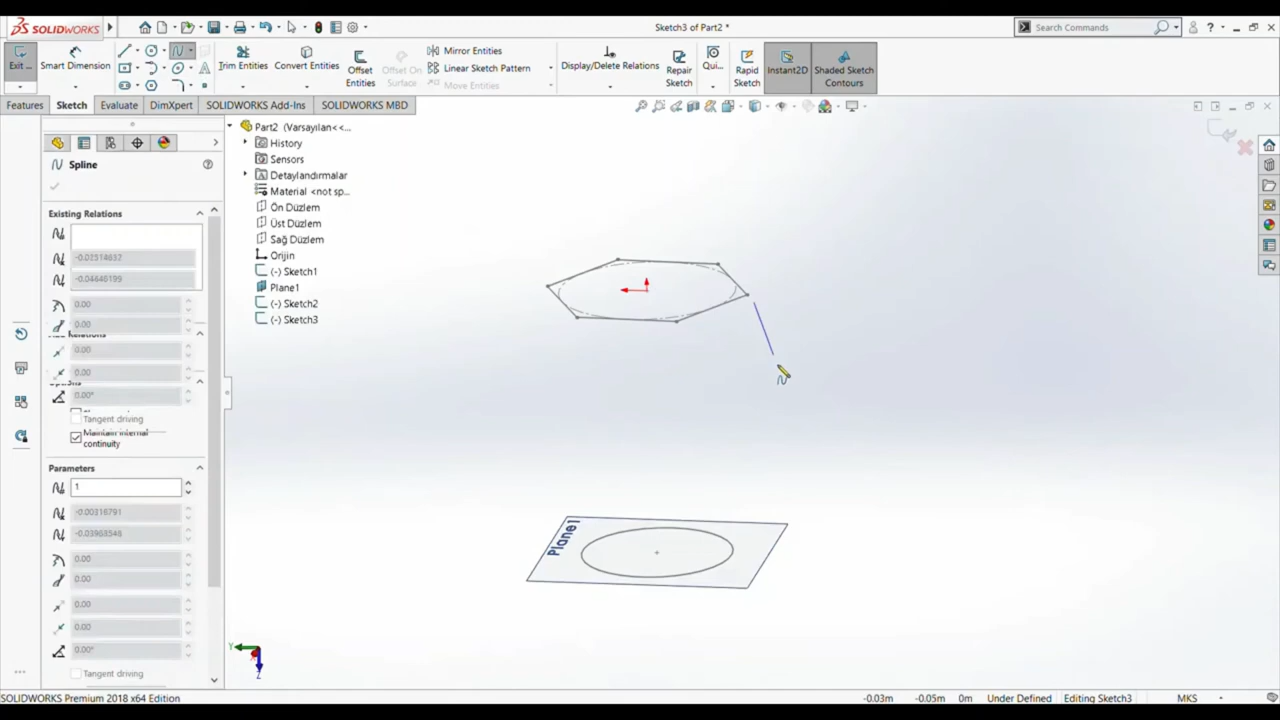 SOLIDWORKS
Sketch3 of Part2 *
Search Commands
Exit ...
Smart Dimension
Trim Entities
Convert Entities
Offset Entities
Offset On Surface
Mirror Entities
Linear Sketch Pattern
Move Entities
Display/Delete Relations
Repair Sketch
Qui...
Rapid Sketch
Instant2D
Shaded Sketch Contours
Features
Sketch
Evaluate
DimXpert
SOLIDWORKS Add-Ins
SOLIDWORKS MBD
Spline
Existing Relations
-0.04646199
0.00
0.00
0.00
0.00
0.00°
Tangent driving
Maintain internal
continuity
Parameters
1
-0.00316791
-0.03963548
0.00
0.00
0.00
0.00
0.00°
Tangent driving
Part2 (Varsayılan<<...
History
Sensors
Detaylandırmalar
Material <not sp...
Ön Düzlem
Üst Düzlem
Sağ Düzlem
Orijin
(-) Sketch1
Plane1
(-) Sketch2
(-) Sketch3
Plane1
Y
Z
SOLIDWORKS Premium 2018 x64 Edition
-0.03m
-0.05m
0m
Under Defined
Editing Sketch3
MKS